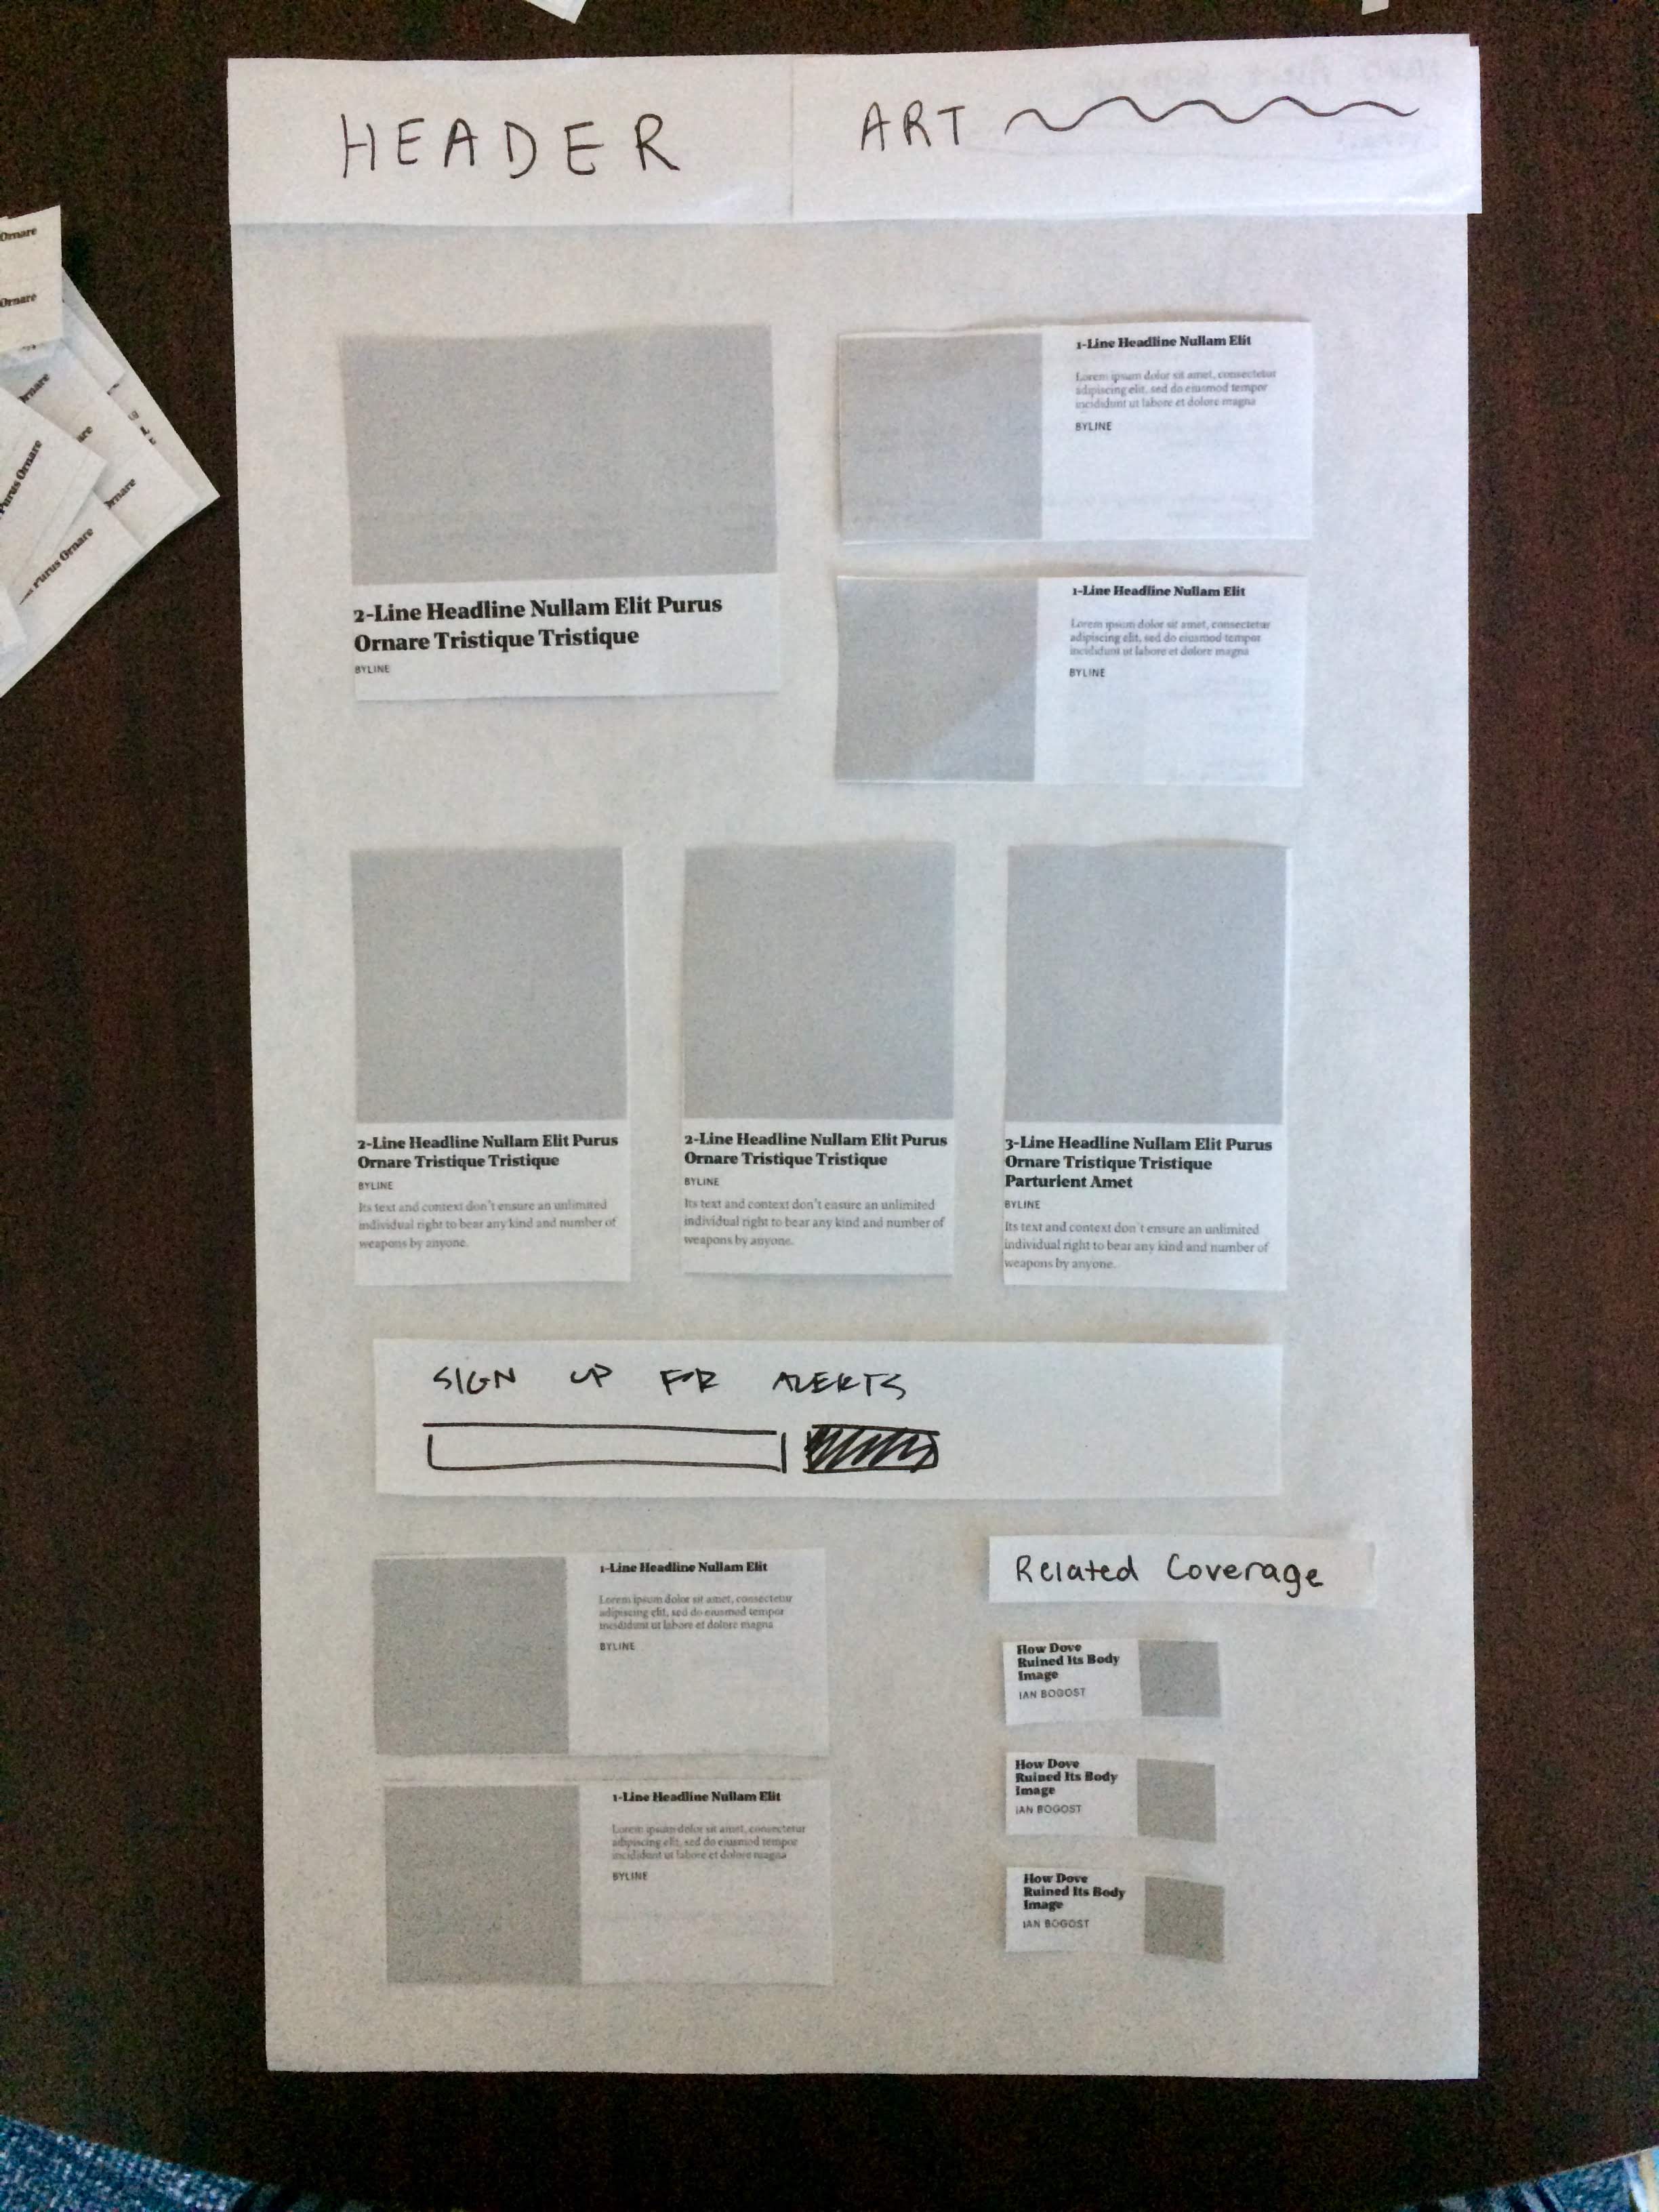 HEADER
ART
2-Line Headline Nullam Elit Purus
Ornare Tristique Tristique
BYLINE
1-Line Headline Nullam Elit
Lorem ipsum dolor sit amet, consectetur
adipiscing elit, sed do eiusmod tempor
incididunt ut labore et dolore magna
BYLINE
1-Line Headline Nullam Elit
Lorem ipsum dolor sit amet, consectetur
adipiscing elit, sed do eiusmod tempor
incididunt ut labore et dolore magna
BYLINE
2-Line Headline Nullam Elit Purus
Ornare Tristique Tristique
BYLINE
Its text and context don't ensure an unlimited
individual right to bear any kind and number of
weapons by anyone.
2-Line Headline Nullam Elit Purus
Ornare Tristique Tristique
BYLINE
Its text and context don't ensure an unlimited
individual right to bear any kind and number of
weapons by anyone.
3-Line Headline Nullam Elit Purus
Ornare Tristique Tristique
Parturient Amet
BYLINE
Its text and context don't ensure an unlimited
individual right to bear any kind and number of
weapons by anyone.
SIGN UP FOR ALERTS
1-Line Headline Nullam Elit
Lorem ipsum dolor sit amet, consectetur
adipiscing elit, sed do eiusmod tempor
incididunt ut labore et dolore magna
BYLINE
1-Line Headline Nullam Elit
Lorem ipsum dolor sit amet, consectetur
adipiscing elit, sed do eiusmod tempor
incididunt ut labore et dolore magna
BYLINE
Related Coverage
How Dove
Ruined Its Body
Image
IAN BOGOST
How Dove
Ruined Its Body
Image
IAN BOGOST
How Dove
Ruined Its Body
Image
IAN BOGOST
Ornare
Ornare
Purus Ornare
Ornare
Purus Ornare